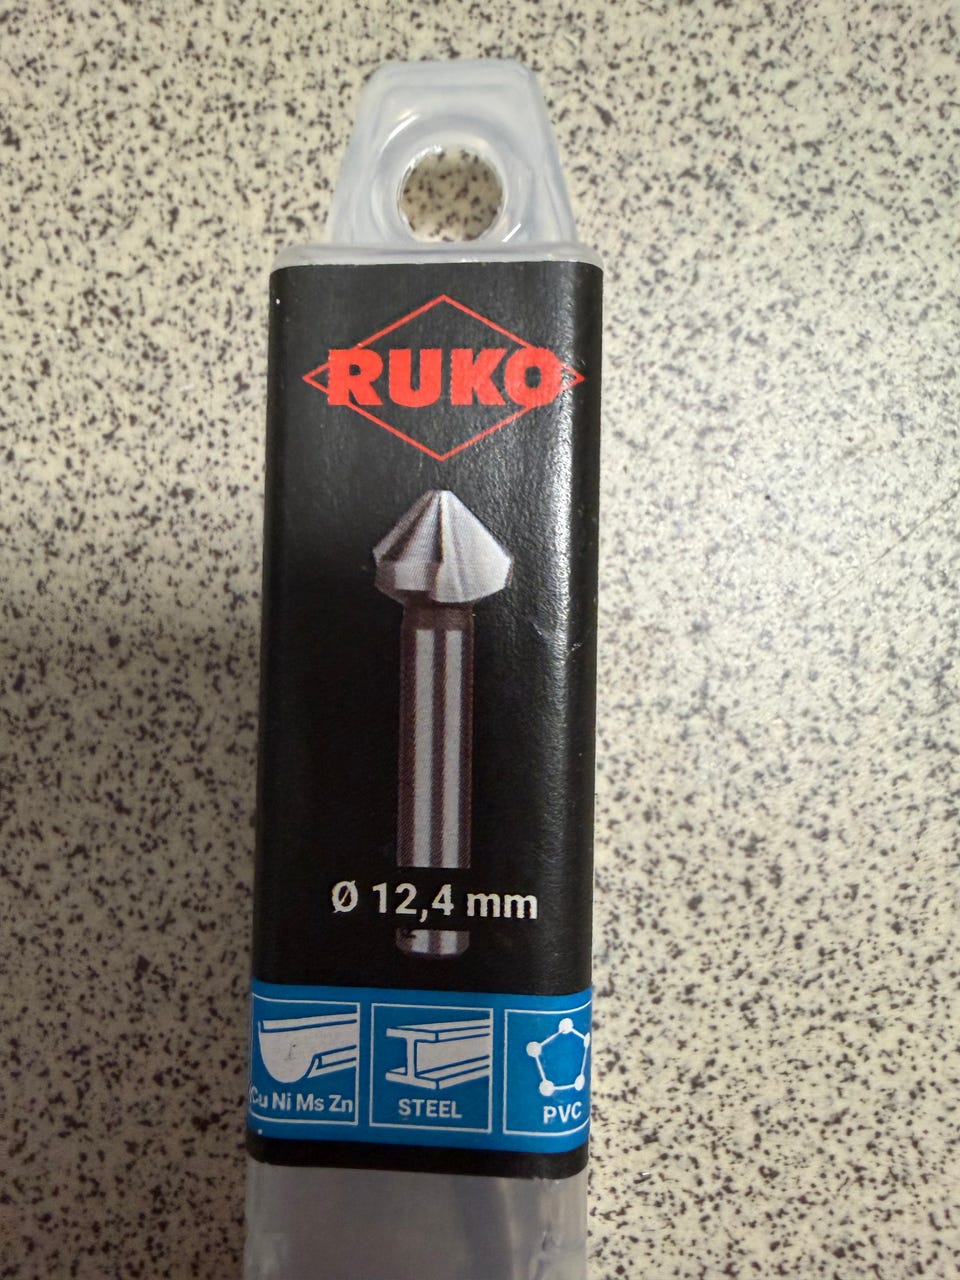 RUKO
Ø 12,4 mm
Cu Ni Ms Zn
STEEL
PVC